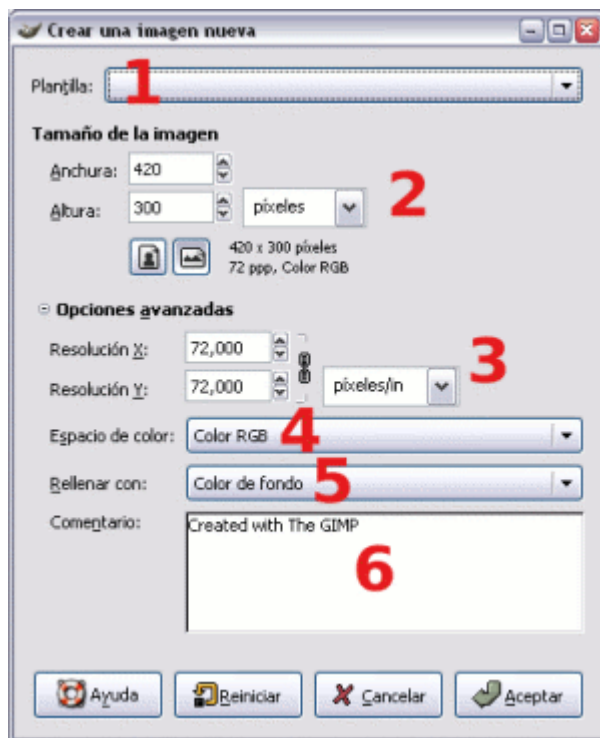 Crear una imagen nueva
Plantilla: 1
Tamaño de la imagen
Anchura: 420
Altura: 300 píxeles 2
420 x 300 píxeles
72 ppp, Color RGB
Opciones avanzadas
Resolución X: 72,000
3
Resolución Y: 72,000 píxeles/in
Espacio de color: Color RGB 4
Rellenar con: Color de fondo 5
Comentario: Created with The GIMP
6
Ayuda Reiniciar Cancelar Aceptar